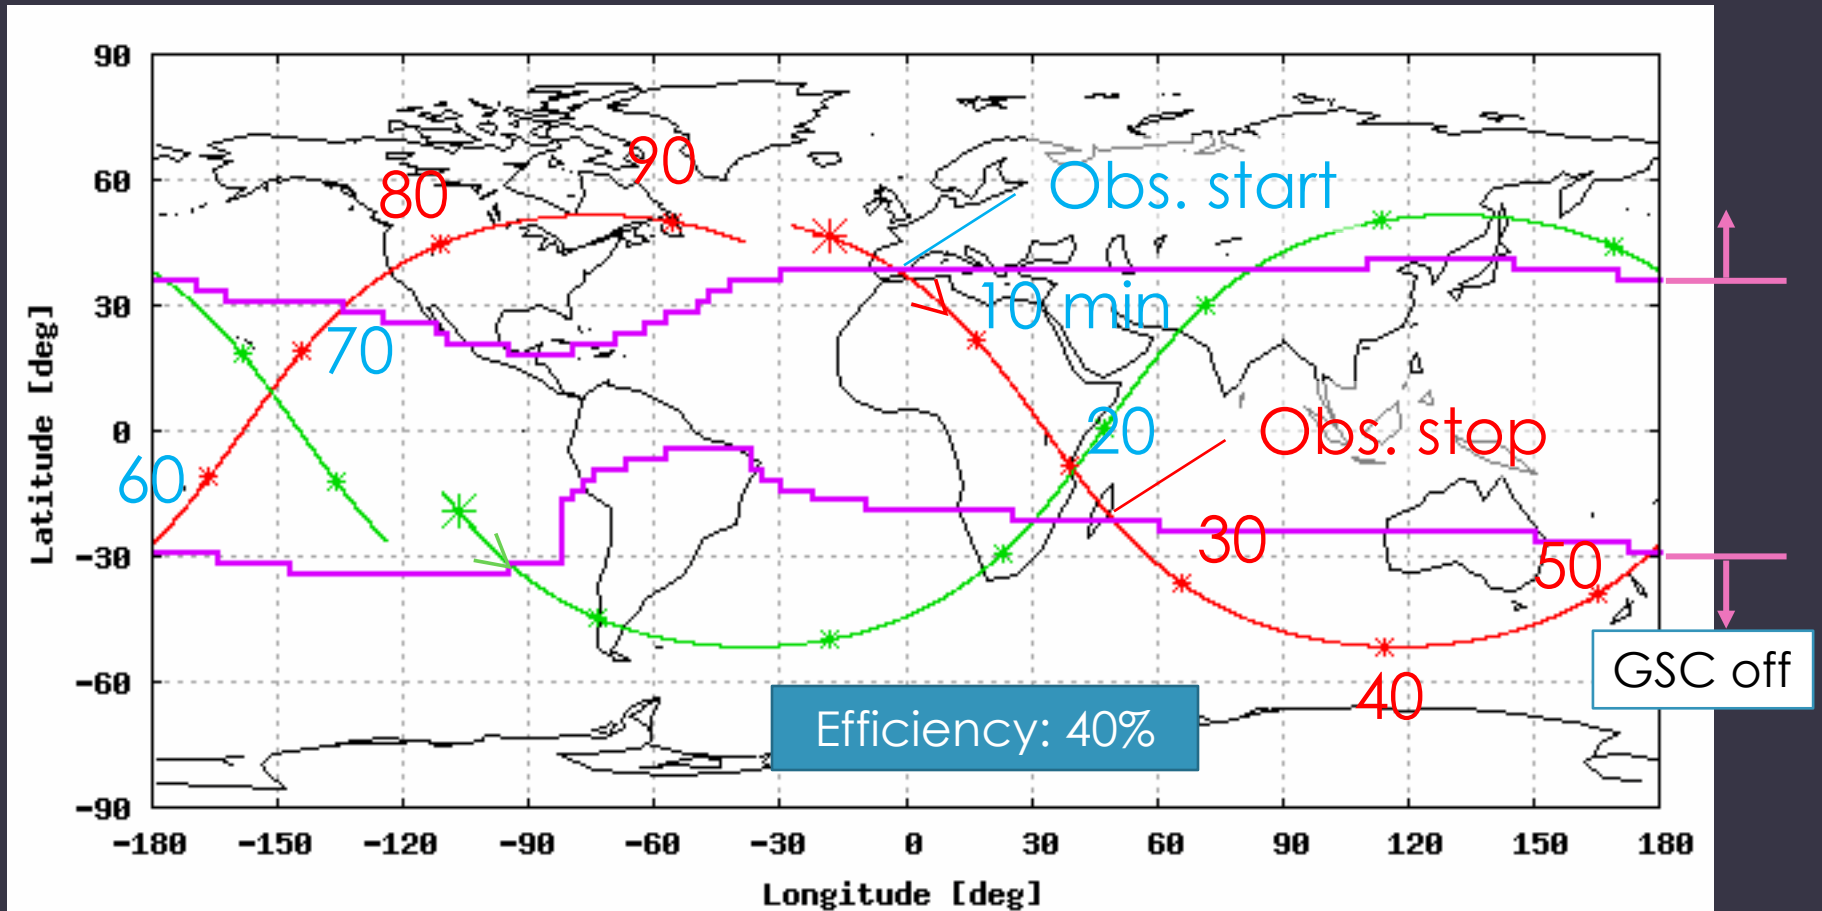 90
90
80
60
Obs. start
30
10 min
70
Latitude [deg]
0
20
Obs. stop
60
30
50
-30
GSC off
-60
40
Efficiency: 40%
-90
-180 -150 -120 -90 -60 -30 0 30 60 90 120 150 180
Longitude [deg]